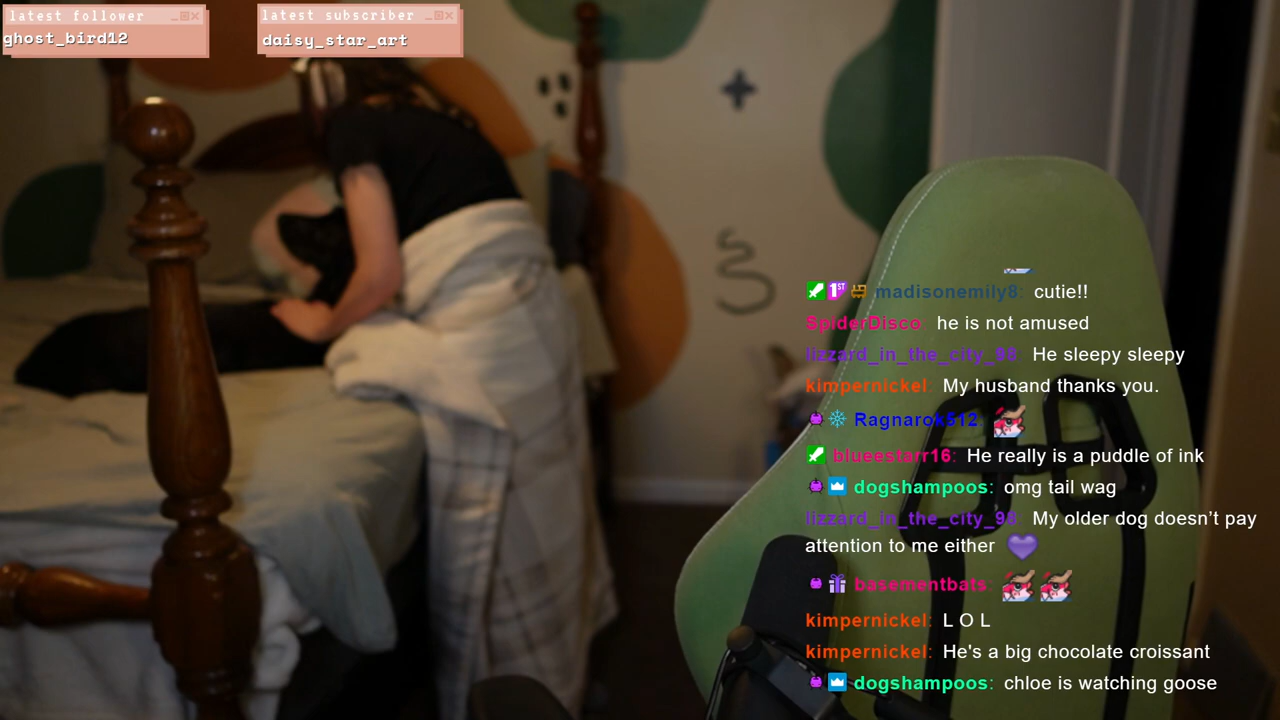 latest follower
ghost_bird12
latest subscriber
daisy_star_art
1ST madisonemily8: cutie!!
SpiderDisco: he is not amused
lizzard_in_the_city_98: He sleepy sleepy
kimpernickel: My husband thanks you.
Ragnarok512:
blueestarr16: He really is a puddle of ink
dogshampoos: omg tail wag
lizzard_in_the_city_98: My older dog doesn't pay
attention to me either
basementbats:
kimpernickel: L O L
kimpernickel: He's a big chocolate croissant
dogshampoos: chloe is watching goose